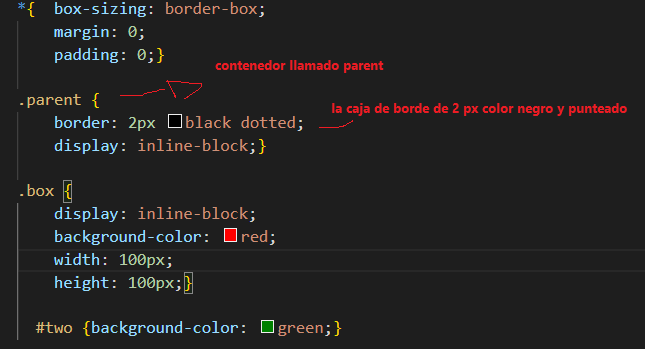 *{  box-sizing: border-box;
    margin: 0;
    padding: 0;}
contenedor llamado parent
.parent {
la caja de borde de 2 px color negro y punteado
    border: 2px black dotted;
    display: inline-block;}
.box {
    display: inline-block;
    background-color: red;
    width: 100px;
    height: 100px;}
  #two {background-color: green;}